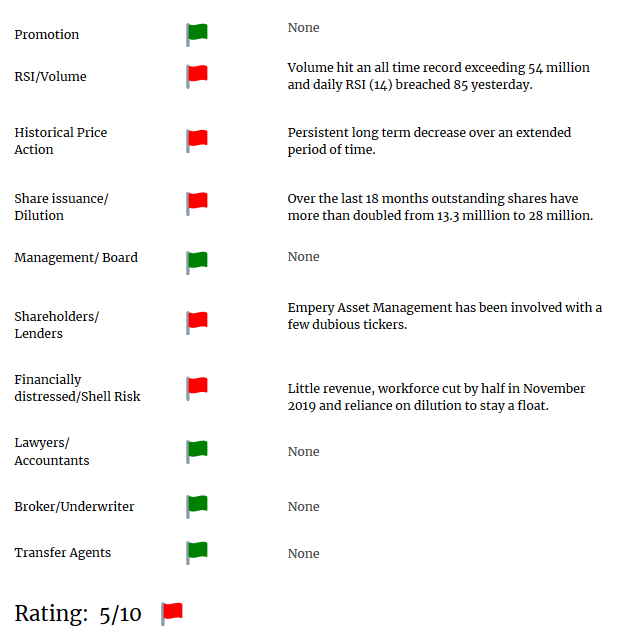 Promotion
None
RSI/Volume
Volume hit an all time record exceeding 54 million
and daily RSI (14) breached 85 yesterday.
Historical Price
Action
Persistent long term decrease over an extended
period of time.
Share issuance/
Dilution
Over the last 18 months outstanding shares have
more than doubled from 13.3 milllion to 28 million.
Management/ Board
None
Shareholders/
Lenders
Empery Asset Management has been involved with a
few dubious tickers.
Financially
distressed/Shell Risk
Little revenue, workforce cut by half in November
2019 and reliance on dilution to stay a float.
Lawyers/
Accountants
None
Broker/Underwriter
None
Transfer Agents
None
Rating: 5/10